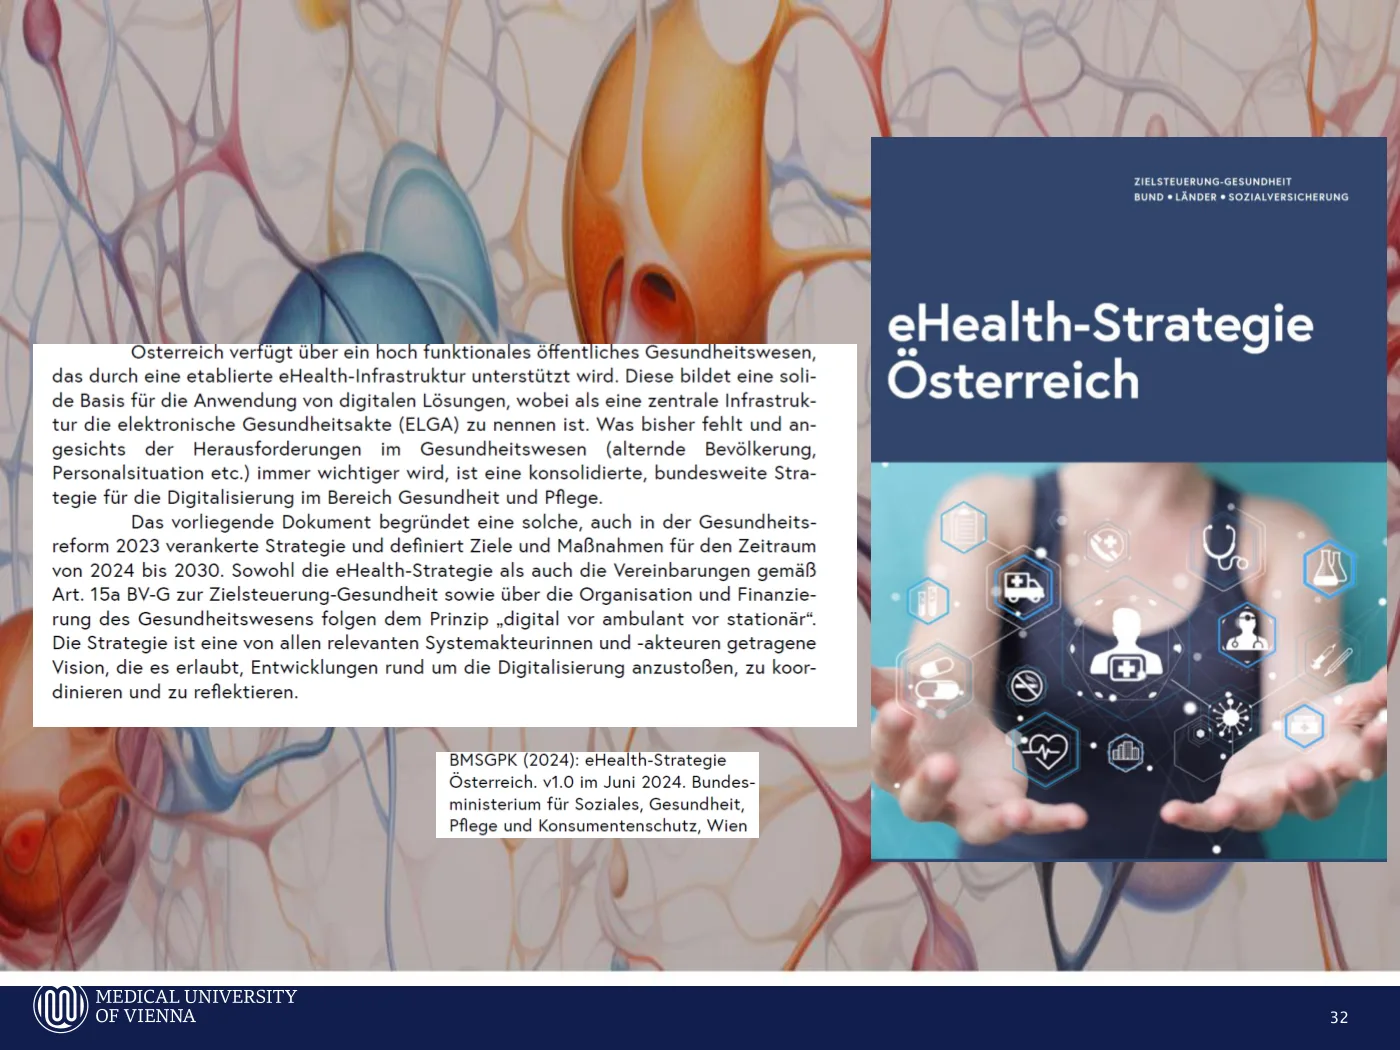 Österreich verfügt über ein hoch funktionales öffentliches Gesundheitswesen,
das durch eine etablierte eHealth-Infrastruktur unterstützt wird. Diese bildet eine soli-
de Basis für die Anwendung von digitalen Lösungen, wobei als eine zentrale Infrastruk-
tur die elektronische Gesundheitsakte (ELGA) zu nennen ist. Was bisher fehlt und an-
gesichts der Herausforderungen im Gesundheitswesen (alternde Bevölkerung,
Personalsituation etc.) immer wichtiger wird, ist eine konsolidierte, bundesweite Stra-
tegie für die Digitalisierung im Bereich Gesundheit und Pflege.
Das vorliegende Dokument begründet eine solche, auch in der Gesundheits-
reform 2023 verankerte Strategie und definiert Ziele und Maßnahmen für den Zeitraum
von 2024 bis 2030. Sowohl die eHealth-Strategie als auch die Vereinbarungen gemäß
Art. 15a BV-G zur Zielsteuerung-Gesundheit sowie über die Organisation und Finanzie-
rung des Gesundheitswesens folgen dem Prinzip „digital vor ambulant vor stationär“.
Die Strategie ist eine von allen relevanten Systemakteurinnen und -akteuren getragene
Vision, die es erlaubt, Entwicklungen rund um die Digitalisierung anzustoßen, zu koor-
dinieren und zu reflektieren.
BMSGPK (2024): eHealth-Strategie
Österreich. v1.0 im Juni 2024. Bundes-
ministerium für Soziales, Gesundheit,
Pflege und Konsumentenschutz, Wien
ZIELSTEUERUNG-GESUNDHEIT
BUND • LÄNDER • SOZIALVERSICHERUNG
eHealth-Strategie
Österreich
MEDICAL UNIVERSITY
OF VIENNA
32